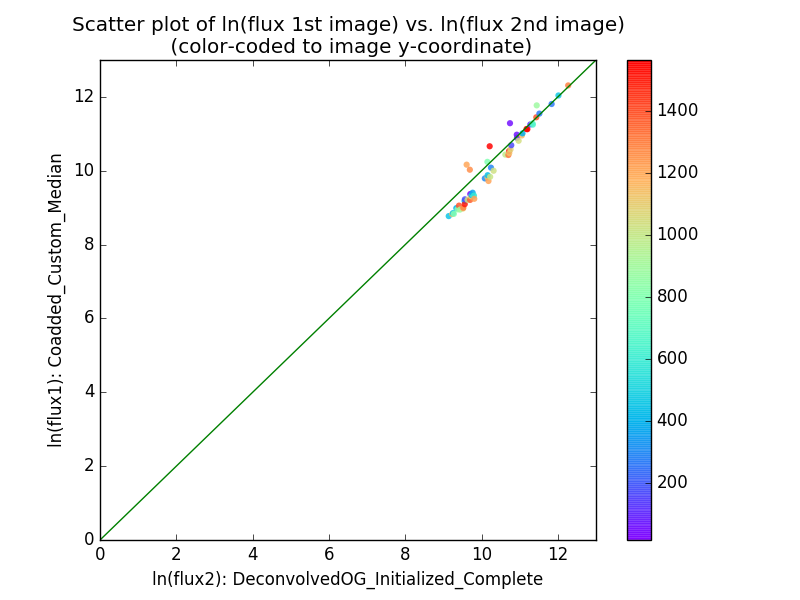 Scatter plot of ln(flux 1st image) vs. ln(flux 2nd image)
(color-coded to image y-coordinate)
ln(flux1): Coadded_Custom_Median
12
10
8
6
4
2
0
0 2 4 6 8 10 12
ln(flux2): DeconvolvedOG_Initialized_Complete
1400
1200
1000
800
600
400
200